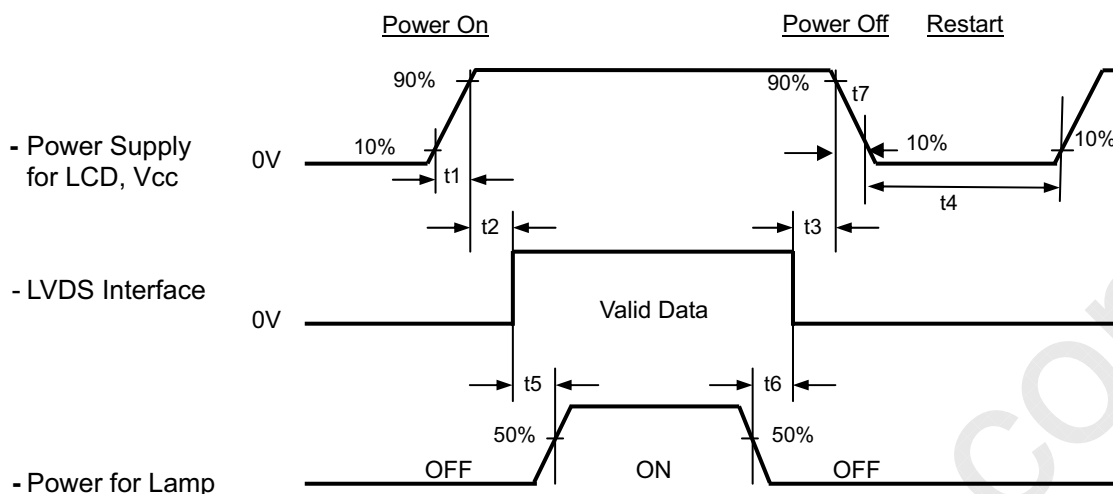 Power On
Power Off
Restart
90%
90%
t7
- Power Supply
for LCD, Vcc
0V
10%
10%
10%
t1
t4
t2
t3
- LVDS Interface
Valid Data
0V
t5
t6
50%
50%
- Power for Lamp
OFF
ON
OFF
com